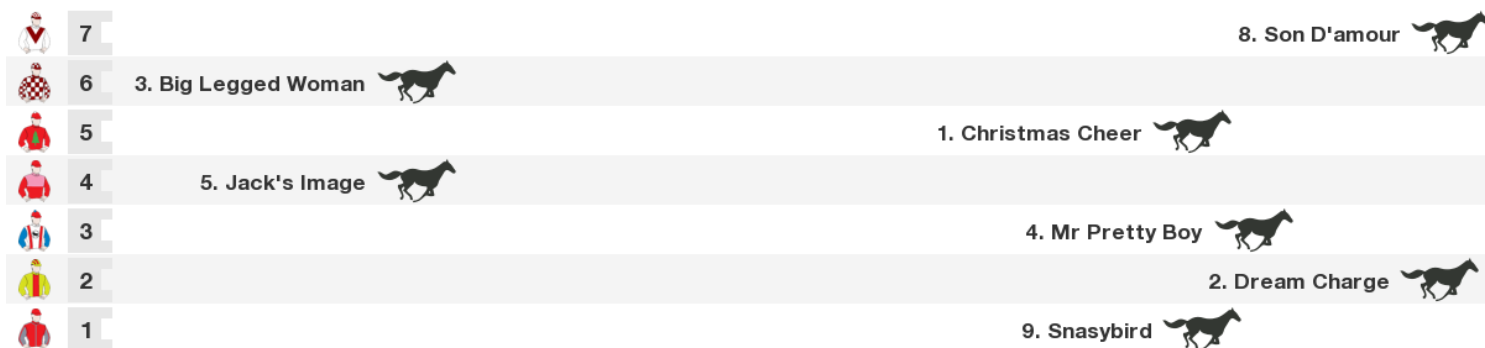 7 8. Son D'amour
6 3. Big Legged Woman
5 1. Christmas Cheer
4 5. Jack's Image
3 4. Mr Pretty Boy
2 2. Dream Charge
1 9. Snasybird